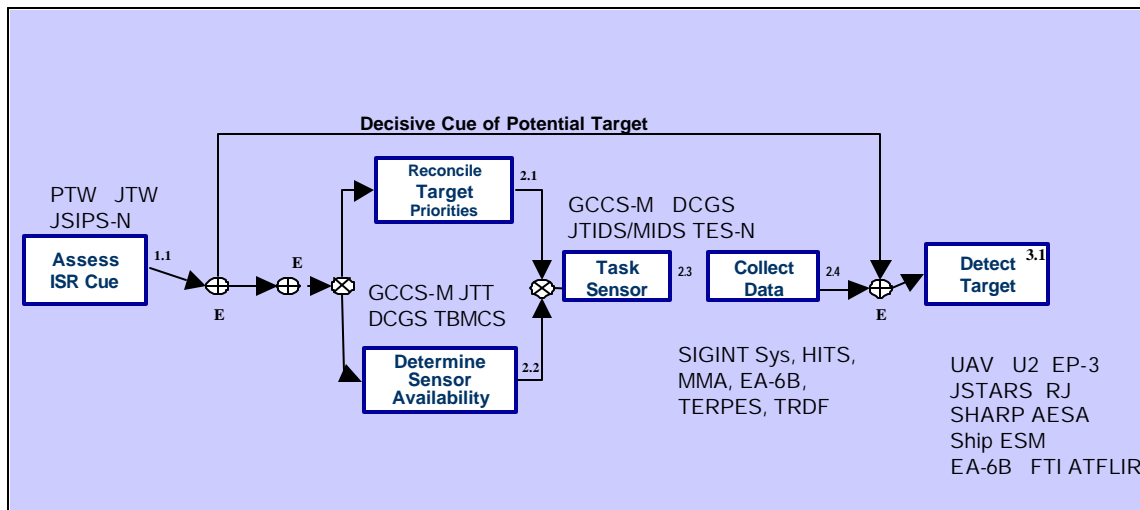 Decisive Cue of Potential Target
PTW JTW
JSIPS-N
Assess
ISR Cue
1.1
E
E
Reconcile
Target
Priorities
2.1
GCCS-M JTT
DCGS TBMCS
Determine
Sensor
Availability
2.2
GCCS-M DCGS
JTIDS/MIDS TES-N
Task
Sensor
2.3
Collect
Data
2.4
E
SIGINT Sys, HITS,
MMA, EA-6B,
TERPES, TRDF
Detect
Target
3.1
UAV U2 EP-3
JSTARS RJ
SHARP AESA
Ship ESM
EA-6B FTI ATFLIR